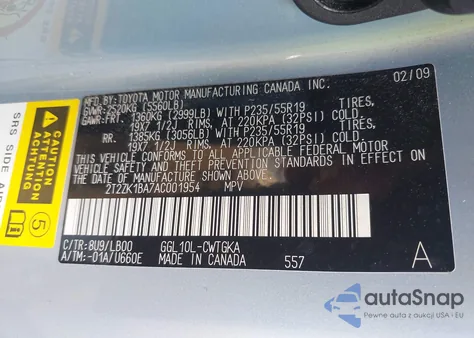 MFD. BY: TOYOTA MOTOR MANUFACTURING CANADA INC. 02/09
GVWR: 2520KG (5560LB)
GAWR: FRT. 1360KG (2999LB) WITH P235/55R19 TIRES,
19X7 1/2J RIMS, AT 220KPA (32PSI) COLD.
RR. 1385KG (3056LB) WITH P235/55R19 TIRES,
19X7 1/2J RIMS, AT 220KPA (32PSI) COLD.
THIS VEHICLE CONFORMS TO ALL APPLICABLE FEDERAL MOTOR
VEHICLE SAFETY AND THEFT PREVENTION STANDARDS IN
EFFECT ON THE DATE OF MANUFACTURE SHOWN ABOVE.
2T2ZK1BA7AC001954 MPV
C/TR: 8U9/LB00 GGL10L-CWTGKA
A/TM: -01A/U660E MADE IN CANADA 557 A
SRS SIDE AIR
ATTENTION
ACHTUNG
ATTENTION
5
autoSnap
Pewne auta z aukcji USA - EU